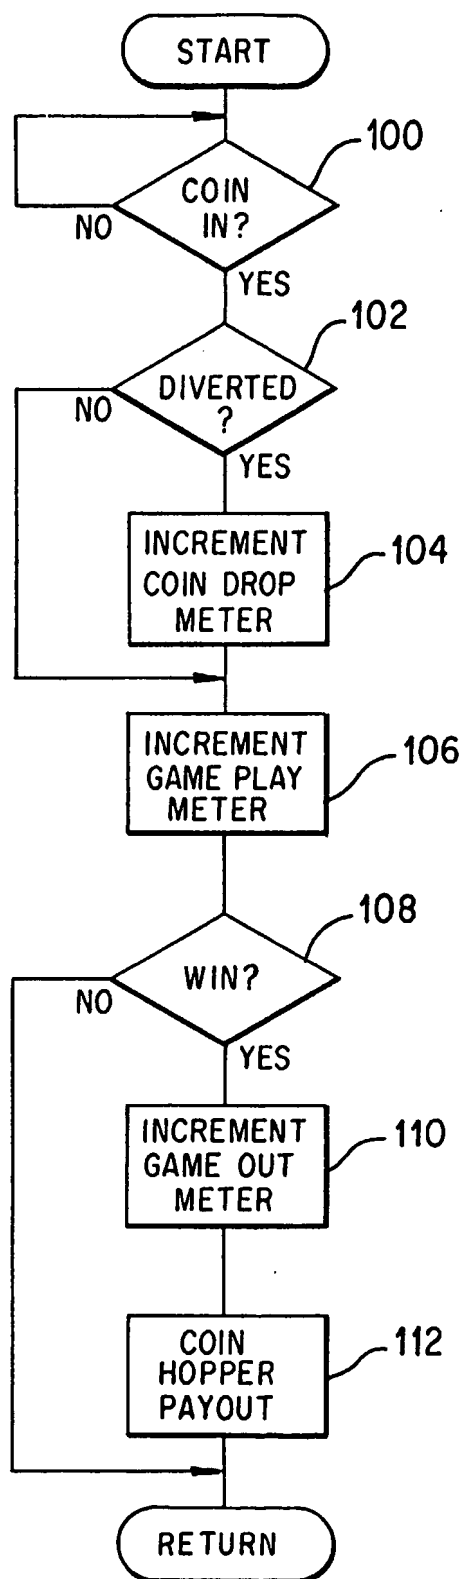 START
100
COIN
IN?
NO
YES
102
DIVERTED
?
NO
YES
INCREMENT
COIN DROP
METER
104
INCREMENT
GAME PLAY
METER
106
108
WIN?
NO
YES
INCREMENT
GAME OUT
METER
110
COIN
HOPPER
PAYOUT
112
RETURN